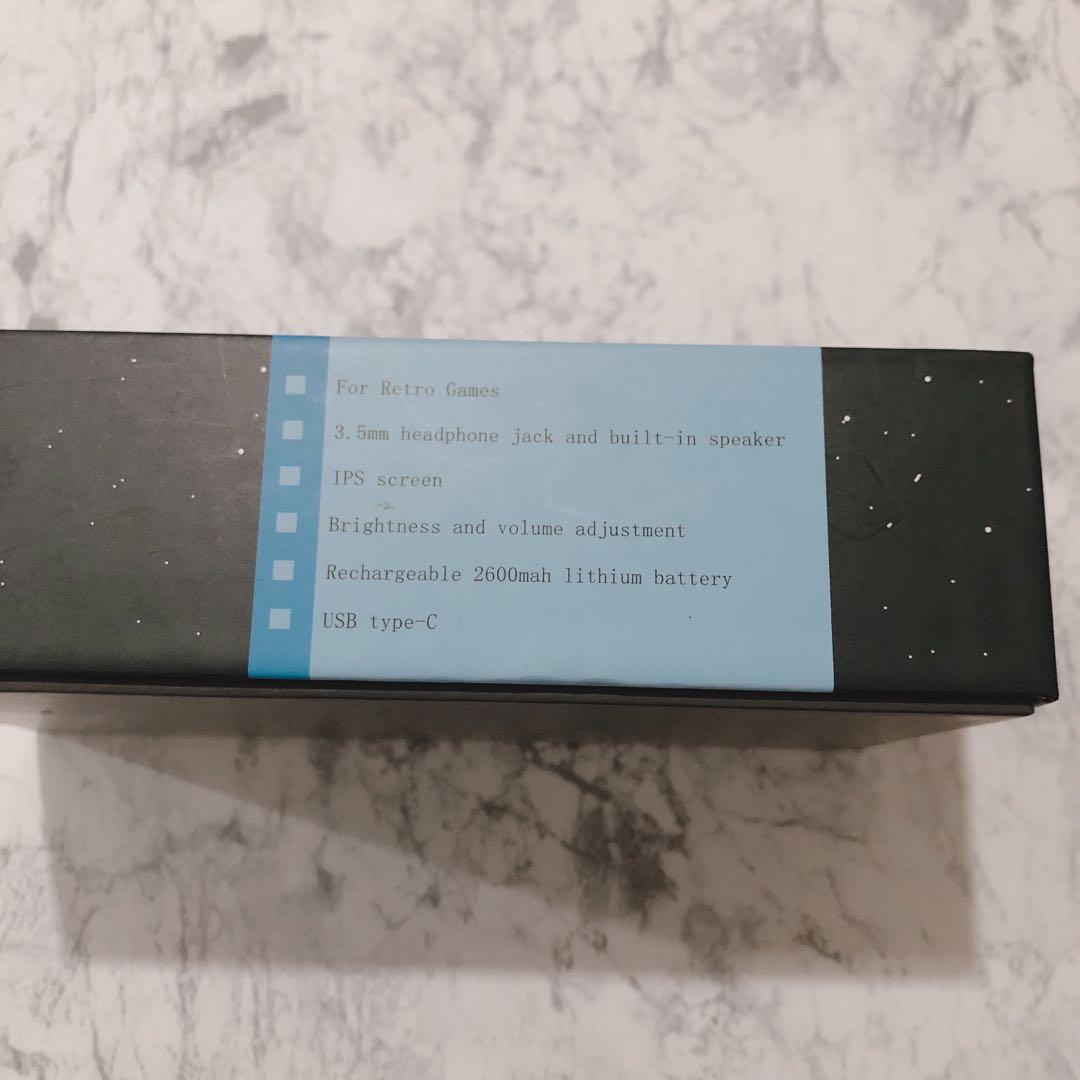 For Retro Games
3.5mm headphone jack and built-in speaker
IPS screen
Brightness and volume adjustment
Rechargeable 2600mah lithium battery
USB type-C